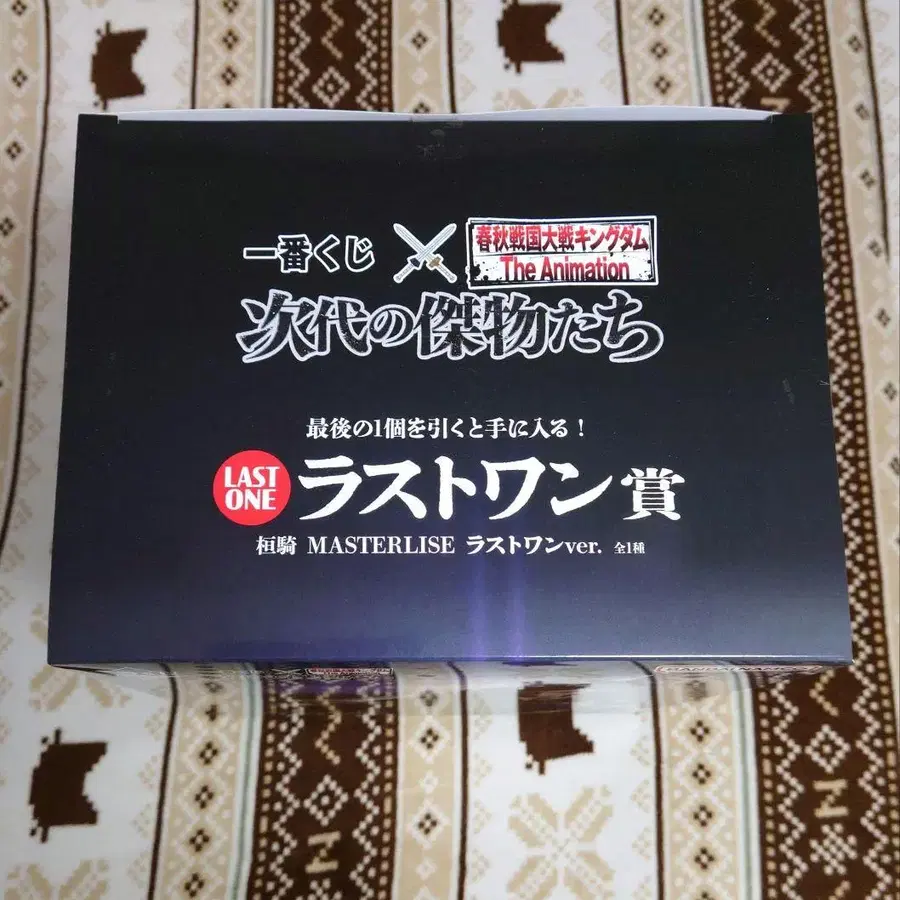 一番くじ
春秋戦国大戦キングダム
The Animation
次代の傑物たち
最後の1個を引くと手に入る!
LAST
ONE
ラストワン賞
桓騎 MASTERLISE ラストワンver. 全1種